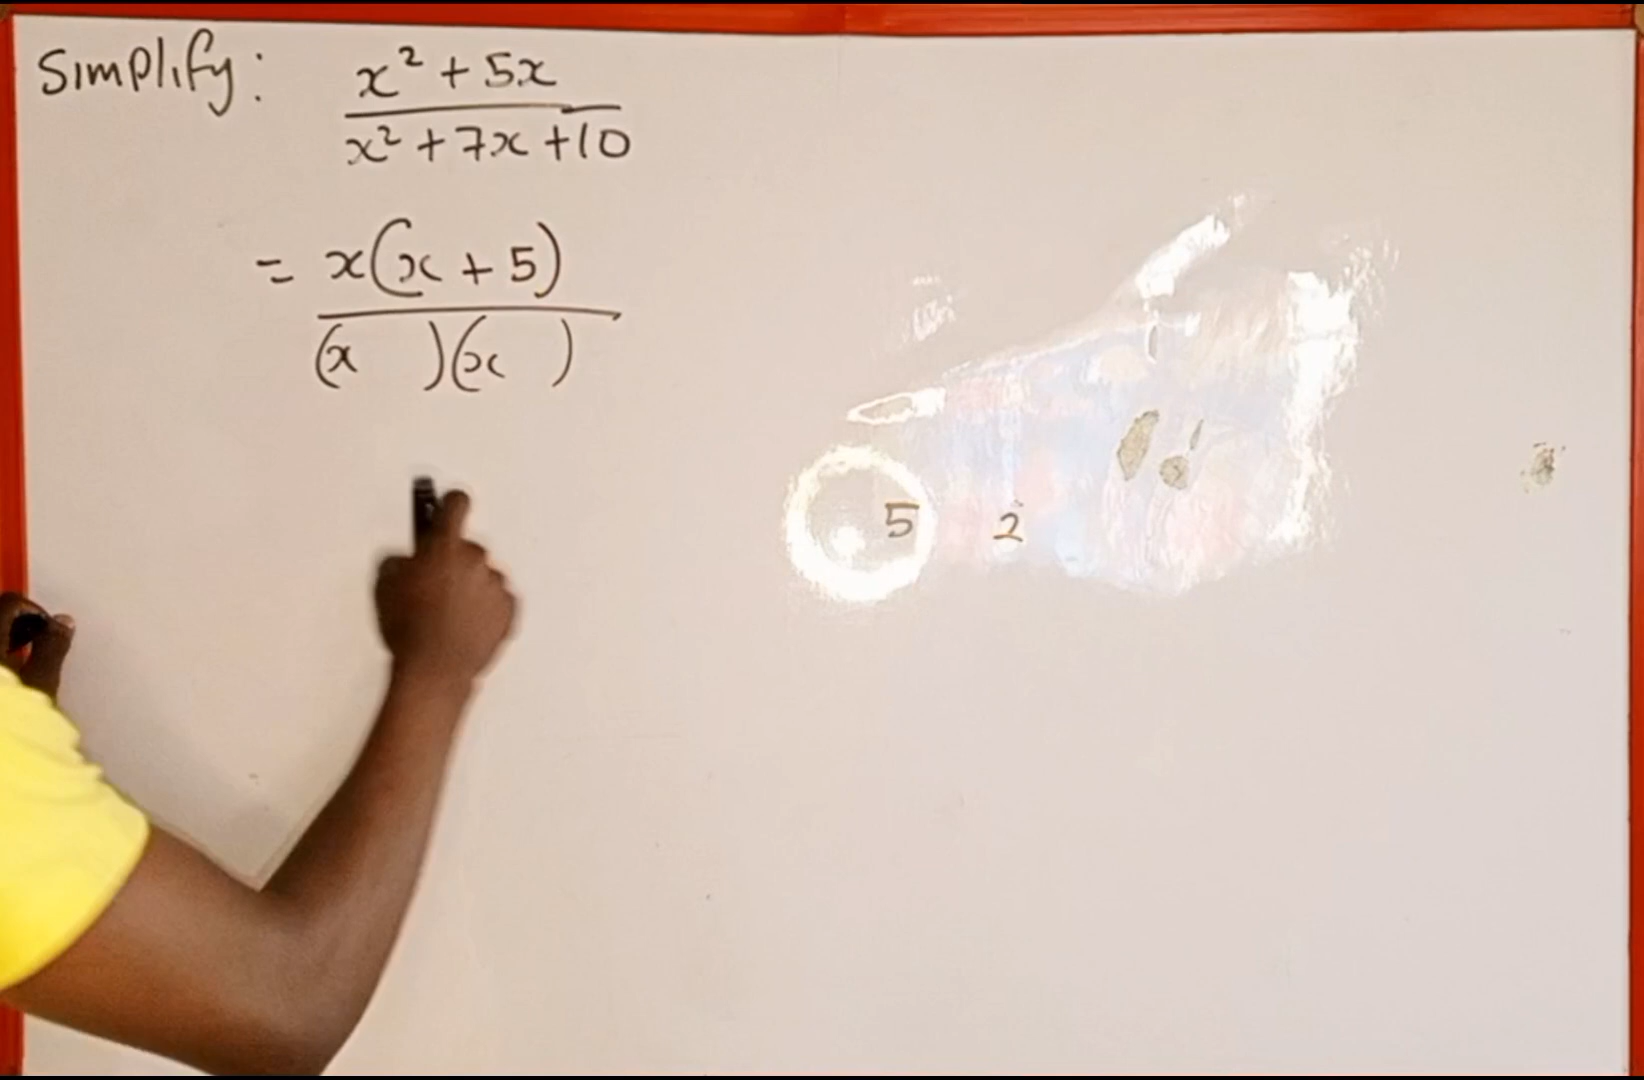 Simplify: x² + 5x
x² + 7x + 10
= x(x + 5)
(x )(x )
5 2